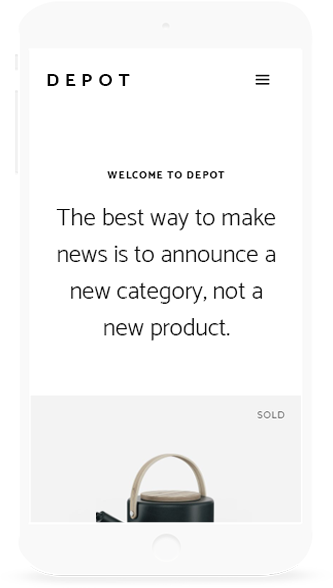 DEPOT
WELCOME TO DEPOT
The best way to make
news is to announce a
new category, not a
new product.
SOLD